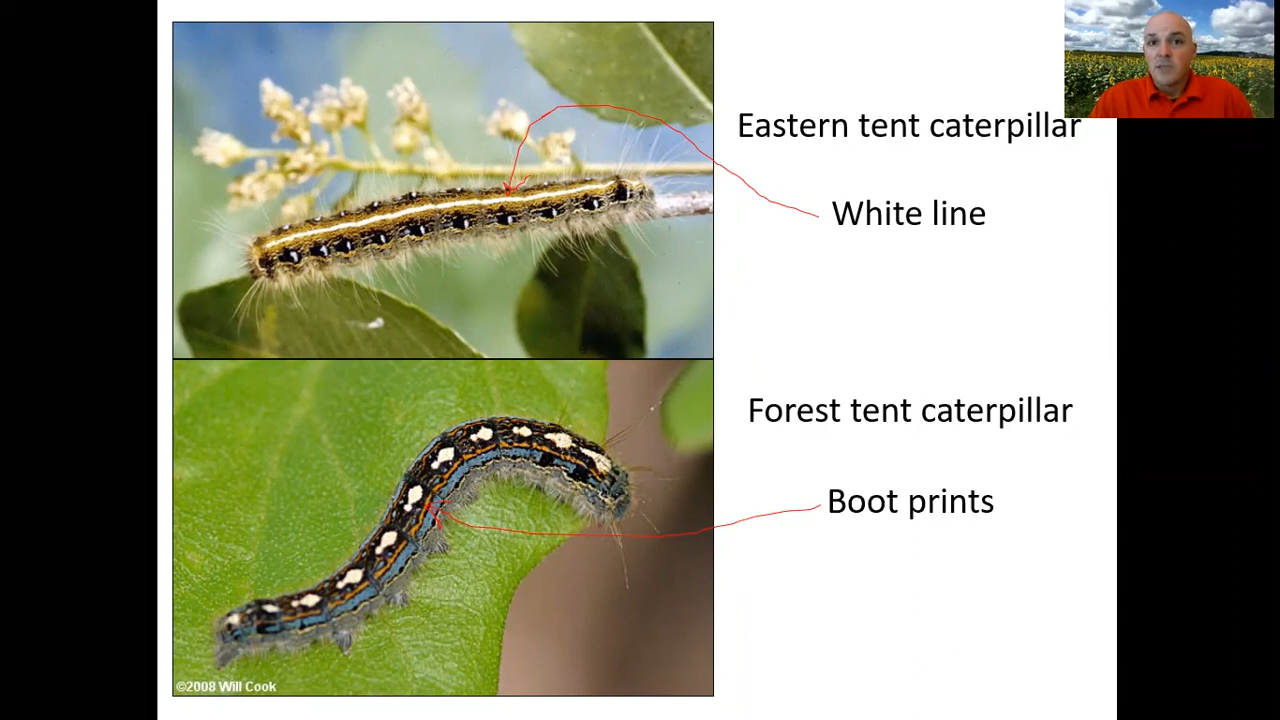 Eastern tent caterpillar
White line
Forest tent caterpillar
Boot prints
©2008 Will Cook